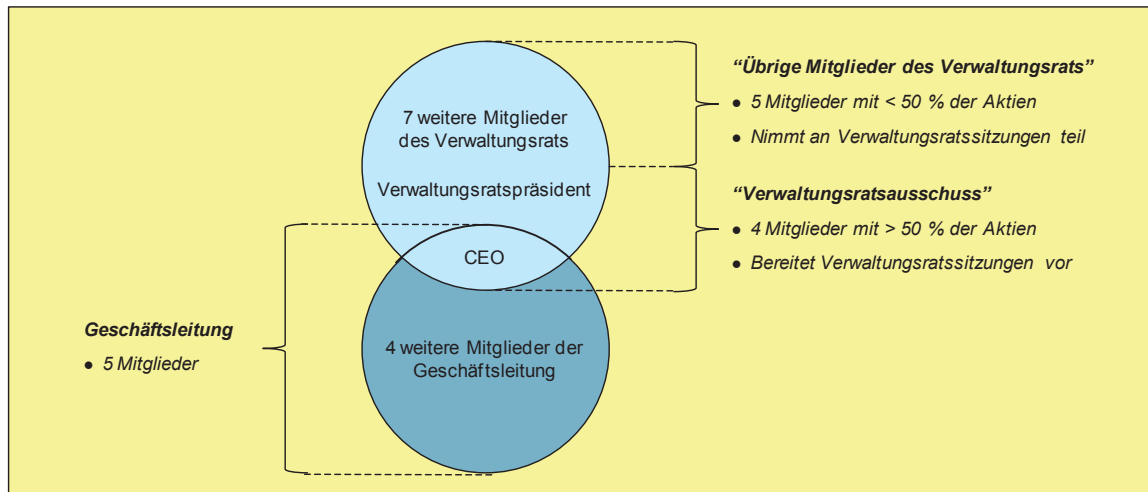 7 weitere Mitglieder
des Verwaltungsrats
Verwaltungsratspräsident
CEO
4 weitere Mitglieder der
Geschäftsleitung
Geschäftsleitung
● 5 Mitglieder
“Übrige Mitglieder des Verwaltungsrats”
● 5 Mitglieder mit < 50 % der Aktien
● Nimmt an Verwaltungsratssitzungen teil
“Verwaltungsratsausschuss”
● 4 Mitglieder mit > 50 % der Aktien
● Bereitet Verwaltungsratssitzungen vor